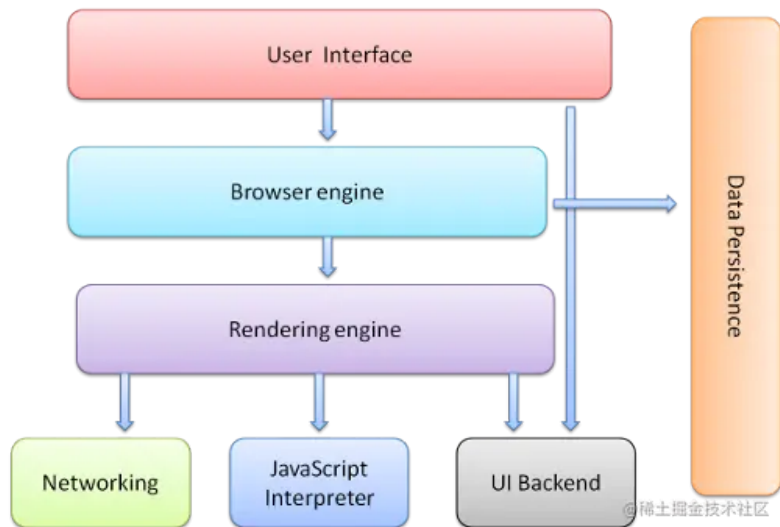 User Interface
Browser engine
Data Persistence
Rendering engine
Networking
JavaScript
Interpreter
UI Backend
@稀土掘金技术社区